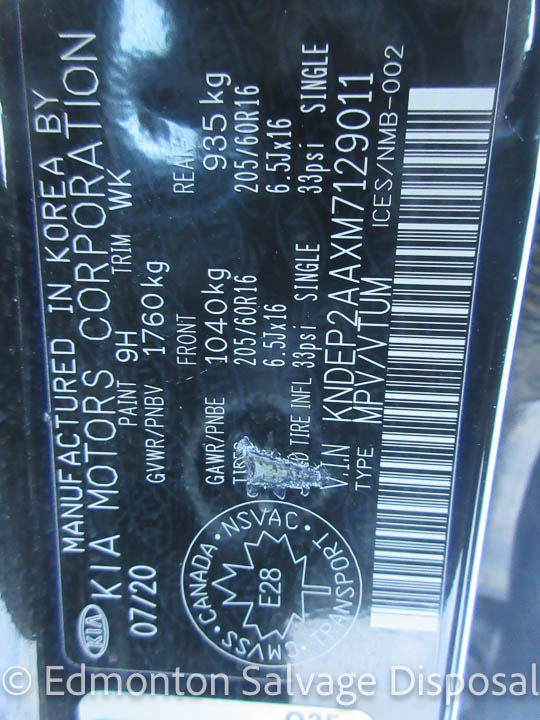 MANUFACTURED IN KOREA BY
KIA KIA MOTORS CORPORATION
07/20 PAINT 9H TRIM WK
GVWR/PNBV 1760kg
FRONT REAR
GAWR/PNBE 1040kg 935kg
205/60R16 205/60R16
6.5Jx16 6.5Jx16
TIRE INFL 33psi SINGLE 33psi SINGLE
VIN KNDEP2AAXM7129011
TYPE MPV/VTUM ICES/NMB-002
CANADA · NSVAC · TRANSPORT · CMVSS
E28
© Edmonton Salvage Disposal